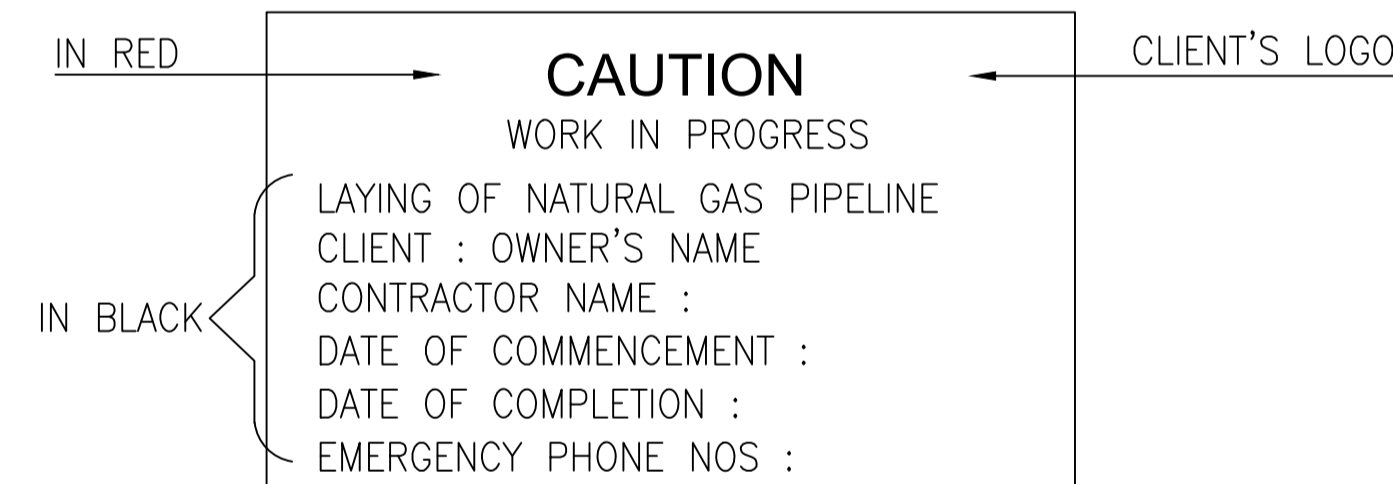 IN RED
CLIENT'S LOGO
CAUTION
WORK IN PROGRESS
LAYING OF NATURAL GAS PIPELINE
CLIENT : OWNER'S NAME
CONTRACTOR NAME :
IN BLACK
DATE OF COMMENCEMENT :
DATE OF COMPLETION :
EMERGENCY PHONE NOS :